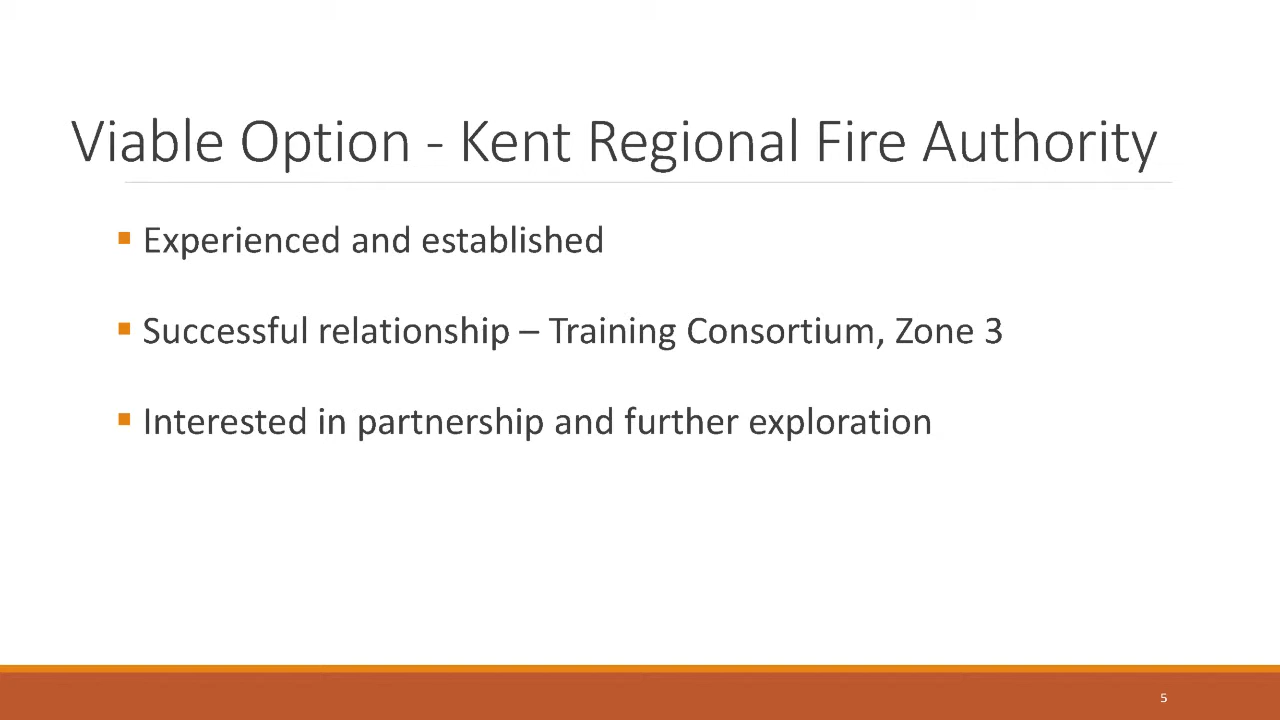 Viable Option - Kent Regional Fire Authority
▪ Experienced and established
▪ Successful relationship – Training Consortium, Zone 3
▪ Interested in partnership and further exploration
5